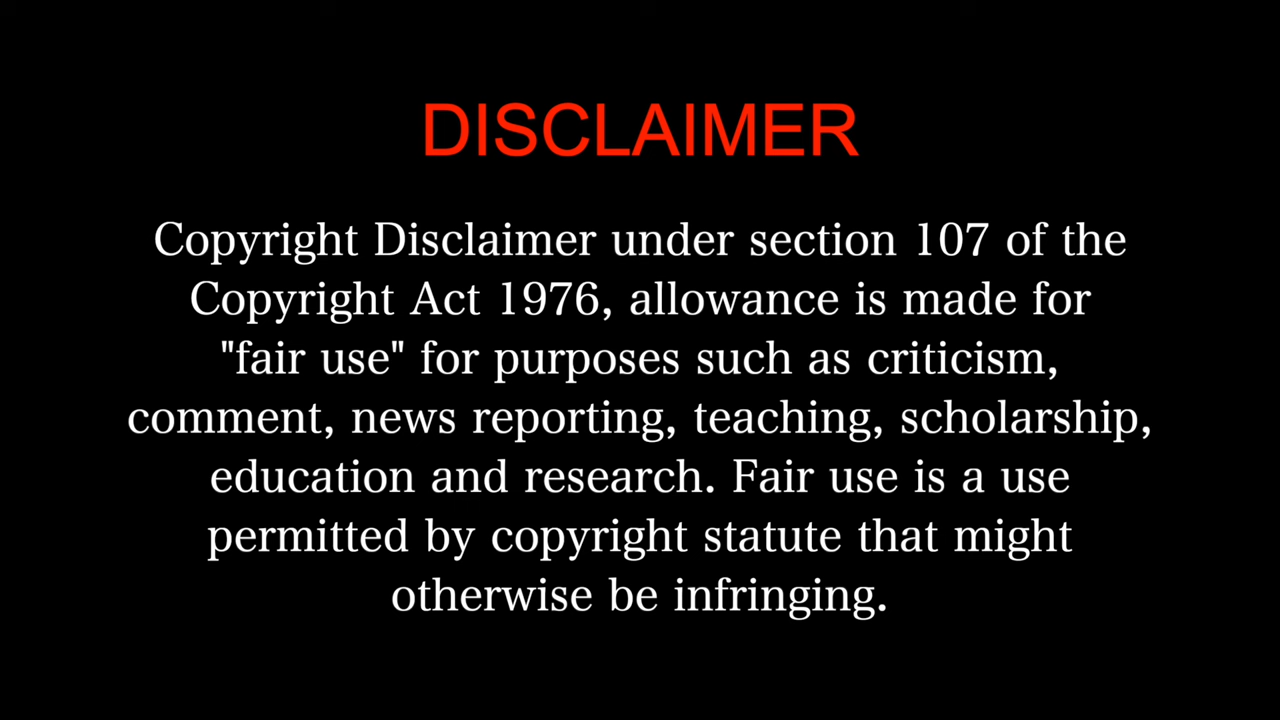 DISCLAIMER
Copyright Disclaimer under section 107 of the
Copyright Act 1976, allowance is made for
"fair use" for purposes such as criticism,
comment, news reporting, teaching, scholarship,
education and research. Fair use is a use
permitted by copyright statute that might
otherwise be infringing.